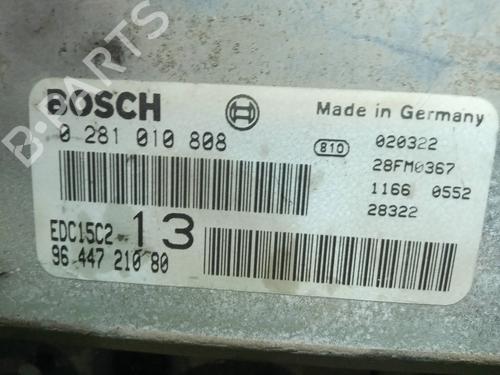 BOSCH
Made in Germany
0 281 010 808
810
020322
28FM0367
1166 0552
28322
EDC15C2 13
96 447 210 80
B-PARTS